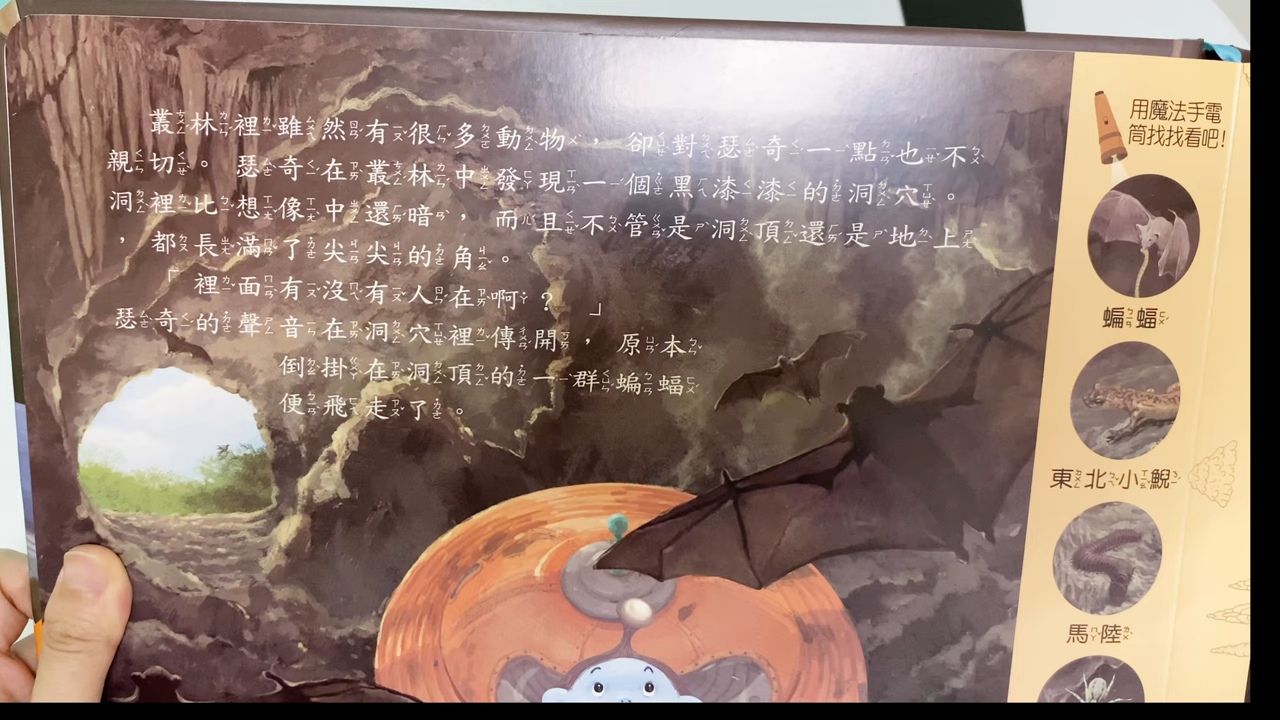 叢林裡雖然有很多動物，卻對瑟奇一點也不
親切。瑟奇在叢林中發現一個黑漆漆的洞穴。
洞裡比想像中還暗，而且不管是洞頂還是地上
，都長滿了尖尖的角。
「裡面有沒有人在啊？」
瑟奇的聲音在洞穴裡傳開，原本
倒掛在洞頂的一群蝙蝠
便飛走了。
用魔法手電
筒找找看吧！
蝙蝠
東北小鯢
馬陸